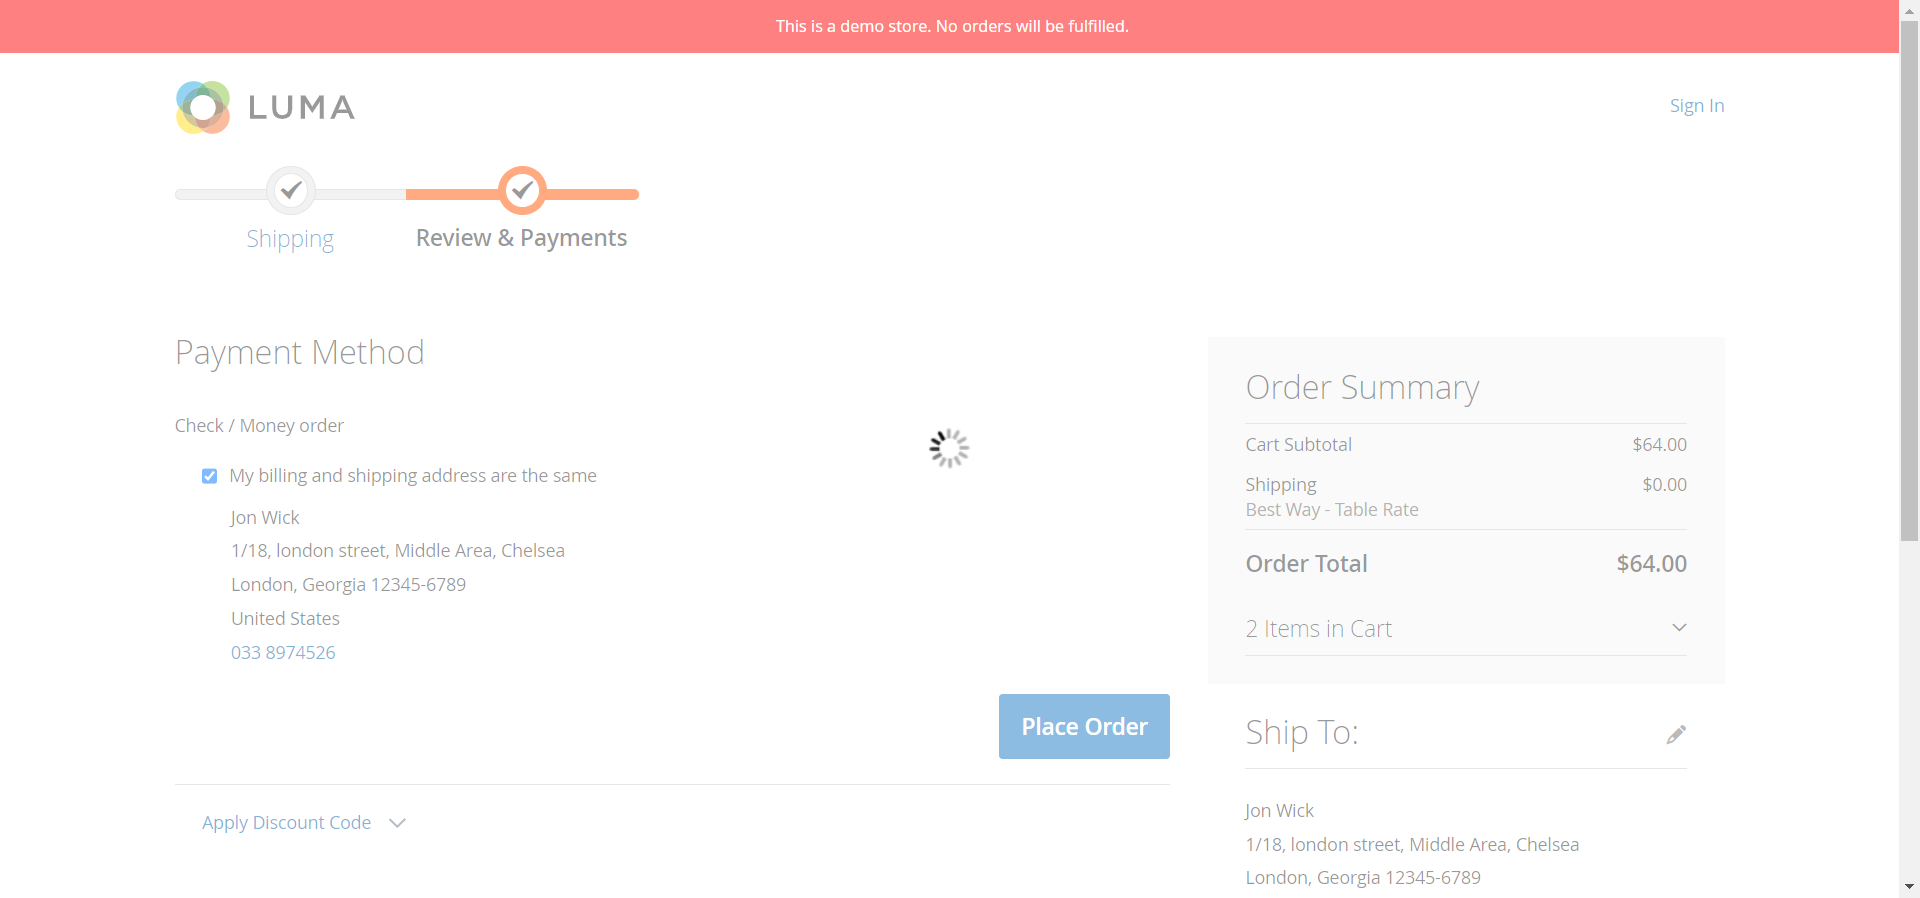 This is a demo store. No orders will be fulfilled.
LUMA
Sign In
Shipping
Review & Payments
Payment Method
Check / Money order
My billing and shipping address are the same
Jon Wick
1/18, london street, Middle Area, Chelsea
London, Georgia 12345-6789
United States
033 8974526
Place Order
Apply Discount Code
Order Summary
Cart Subtotal $64.00
Shipping $0.00
Best Way - Table Rate
Order Total $64.00
2 Items in Cart
Ship To:
Jon Wick
1/18, london street, Middle Area, Chelsea
London, Georgia 12345-6789